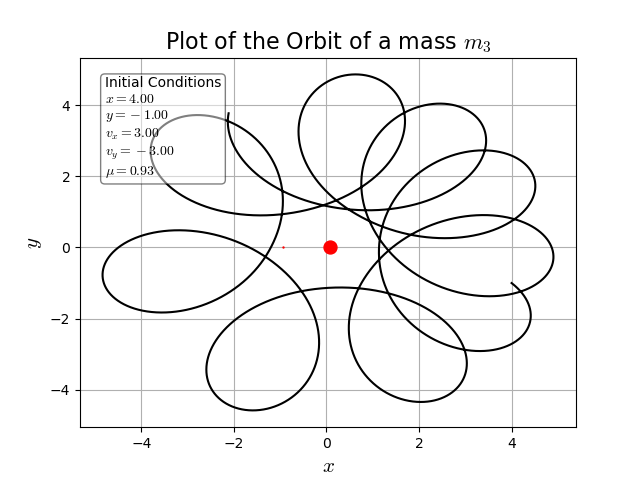 Plot of the Orbit of a mass m₃
Initial Conditions
x = 4.00
y = −1.00
vₓ = 3.00
v_y = −3.00
μ = 0.93
4
2
0
−2
−4
y
−4
−2
0
2
4
x